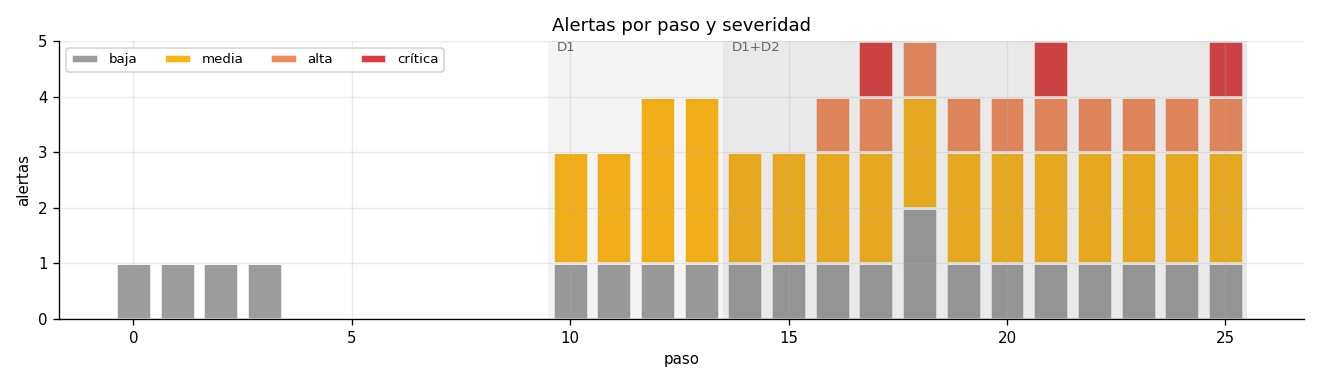 Alertas por paso y severidad
baja media alta crítica
D1 D1+D2
alertas
5
4
3
2
1
0
0 5 10 15 20 25
paso